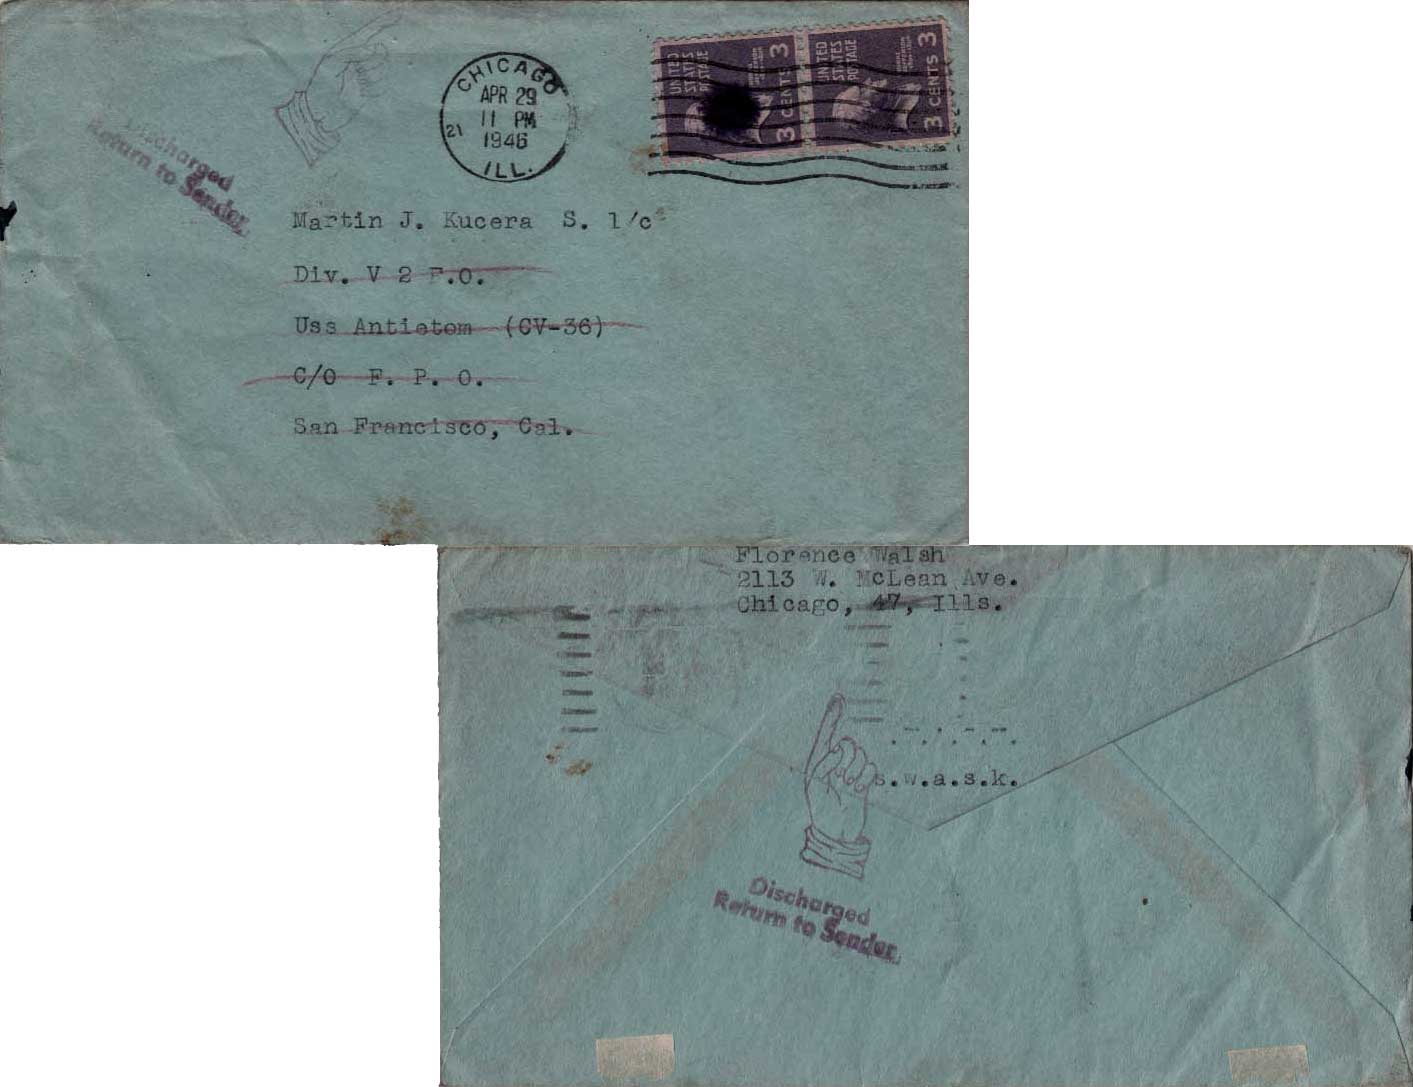 CHICAGO
APR 29
11 PM
1946
21
ILL.
UNITED
STATES
POSTAGE
3 CENTS 3
UNITED
STATES
POSTAGE
3 CENTS 3
Discharged
Return to Sender
Martin J. Kucera S. 1/c
Div. V 2 F.O.
Uss Antietom (CV-36)
C/O F. P. O.
San Francisco, Cal.
Florence Walsh
2113 W. McLean Ave.
Chicago, 47, Ills.
s.w.a.s.k.
Discharged
Return to Sender